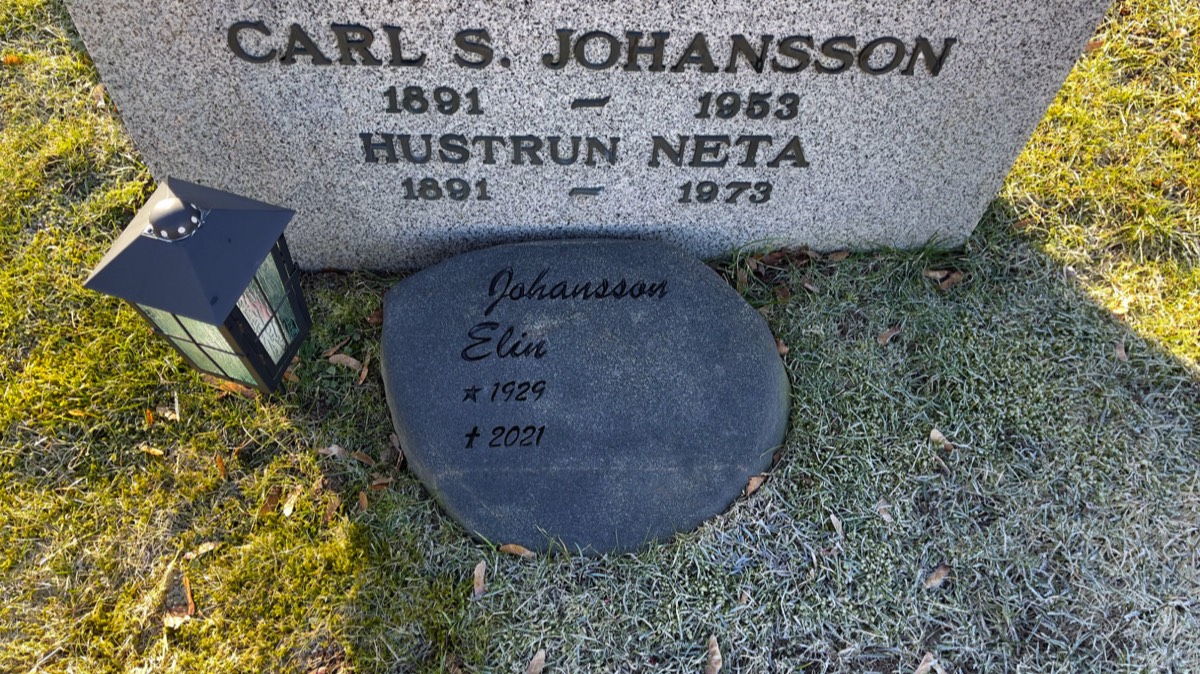 CARL S. JOHANSSON
1891 – 1953
HUSTRUN NETA
1891 – 1973
Johansson
Elin
☆ 1929
✝ 2021